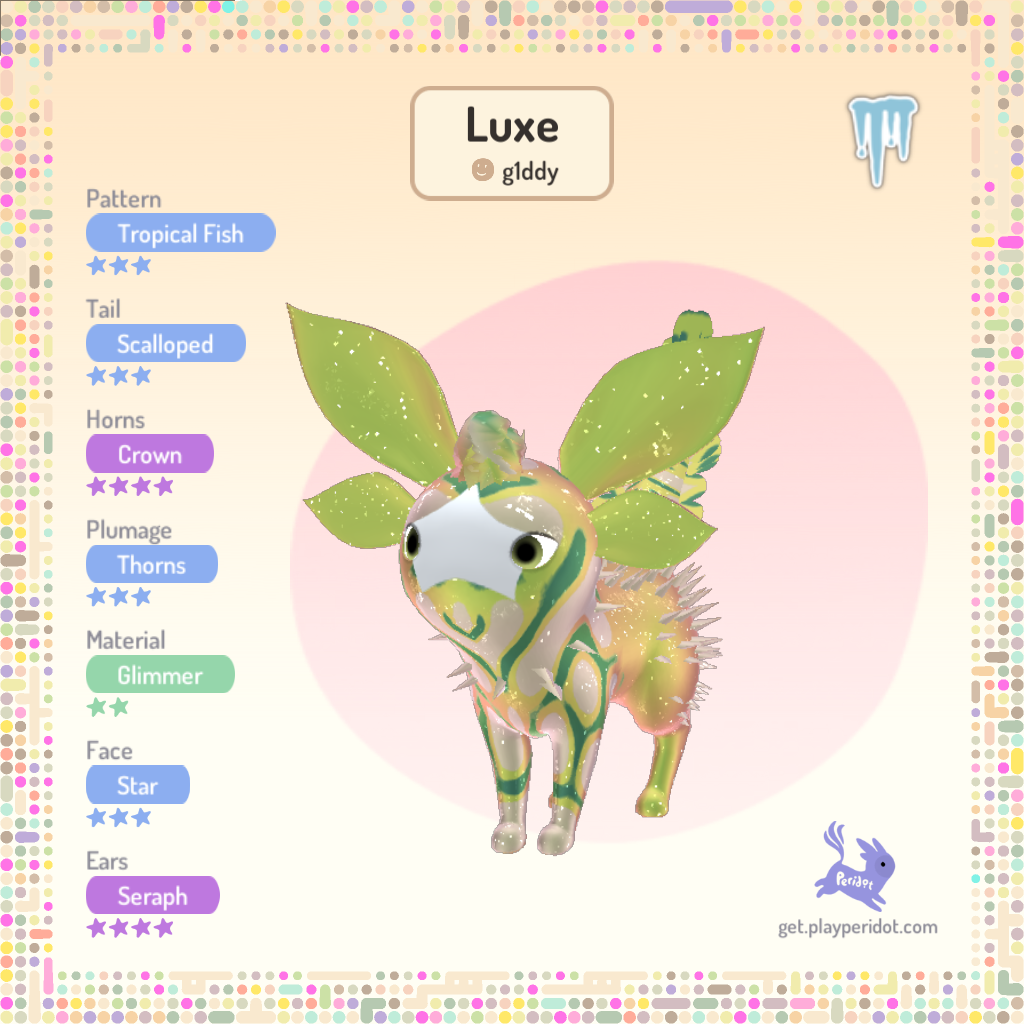 Luxe
g1ddy
Pattern
Tropical Fish
Tail
Scalloped
Horns
Crown
Plumage
Thorns
Material
Glimmer
Face
Star
Ears
Seraph
Peridot
get.playperidot.com